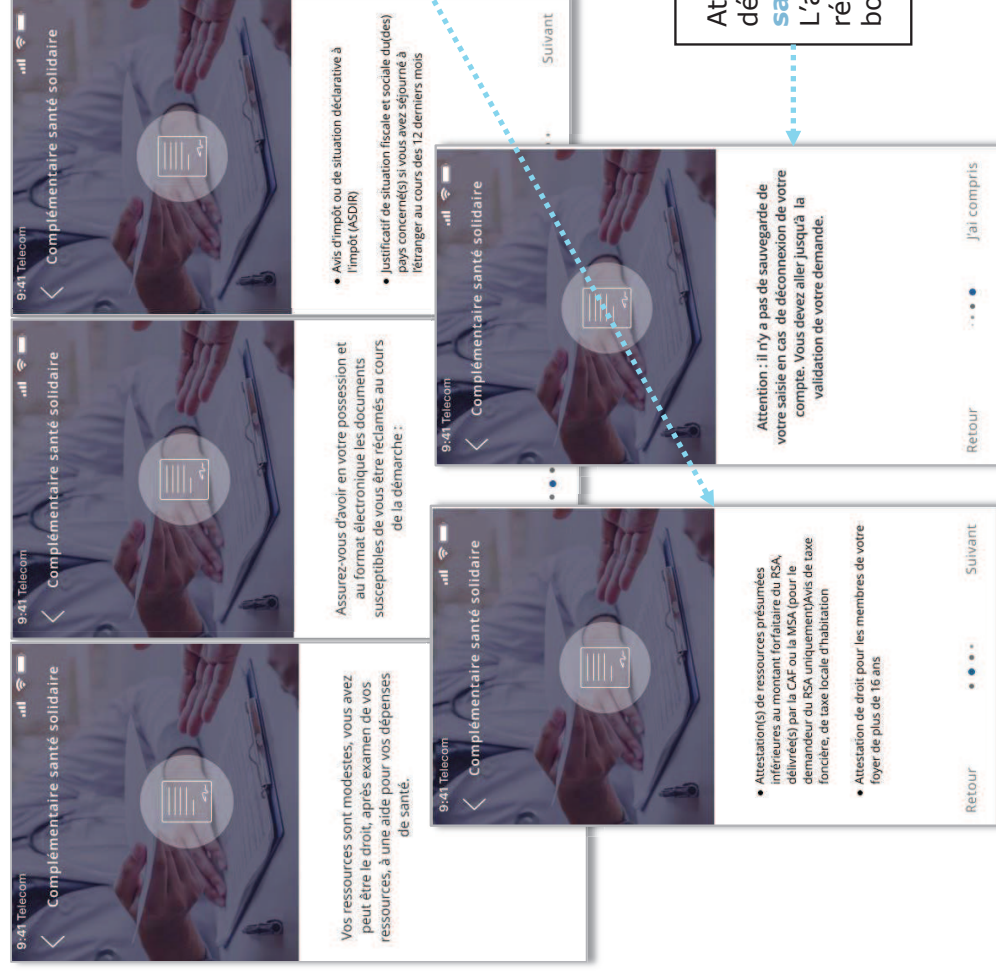 9:41 Telecom
Complémentaire santé solidaire
Vos ressources sont modestes, vous avez
peut être le droit, après examen de vos
ressources, à une aide pour vos dépenses
de santé.
9:41 Telecom
Complémentaire santé solidaire
Assurez-vous d'avoir en votre possession et
au format électronique les documents
susceptibles de vous être réclamés au cours
de la démarche :
9:41 Telecom
Complémentaire santé solidaire
• Avis d'impôt ou de situation déclarative à
l'impôt (ASDIR)
• Justificatif de situation fiscale et sociale du(des)
pays concerné(s) si vous avez séjourné à
l'étranger au cours des 12 derniers mois
Suivant
9:41 Telecom
Complémentaire santé solidaire
• Attestation(s) de ressources présumées
inférieures au montant forfaitaire du RSA,
délivrée(s) par la CAF ou la MSA (pour le
demandeur du RSA uniquement)Avis de taxe
foncière, de taxe locale d'habitation
• Attestation de droit pour les membres de votre
foyer de plus de 16 ans
Retour
Suivant
9:41 Telecom
Complémentaire santé solidaire
Attention : il n'y a pas de sauvegarde de
votre saisie en cas de déconnexion de votre
compte. Vous devez aller jusqu'à la
validation de votre demande.
Retour
J'ai compris